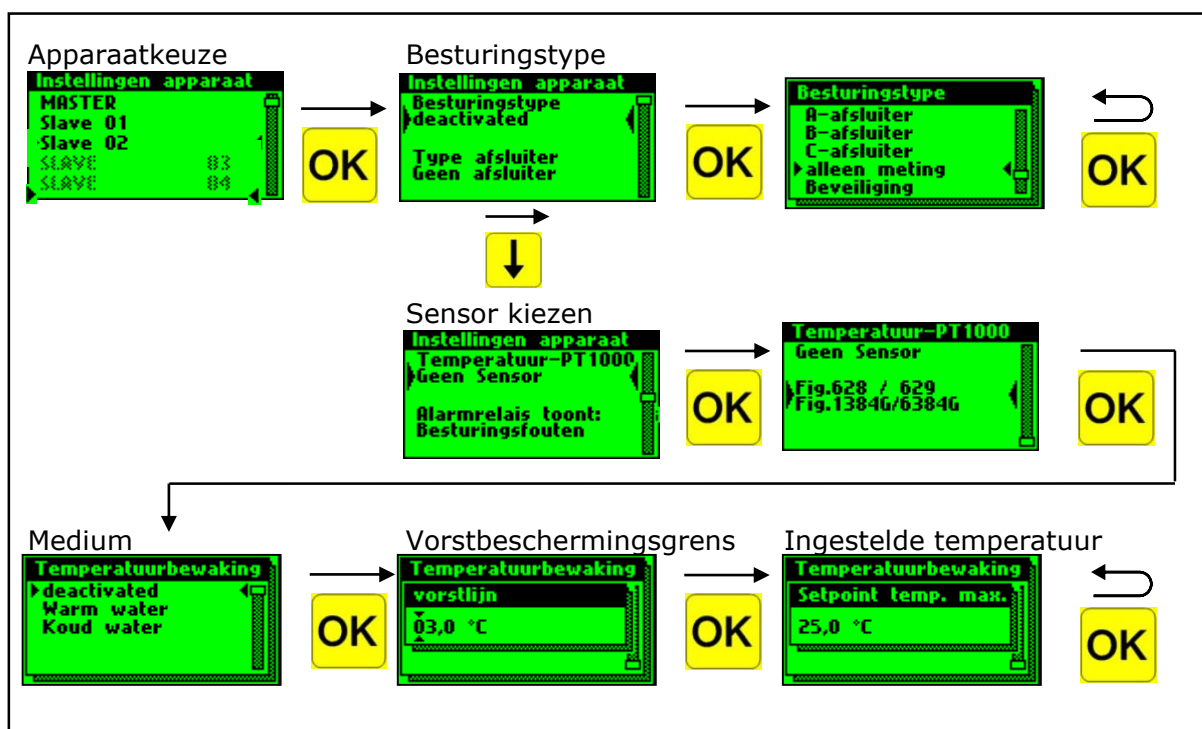 Apparaatkeuze
Instellingen apparaat
MASTER
Slave 01
Slave 02 1
SLAVE 03
SLAVE 04
OK
Besturingstype
Instellingen apparaat
Besturingstype
deactivated
Type afsluiter
Geen afsluiter
OK
Besturingstype
A-afsluiter
B-afsluiter
C-afsluiter
alleen meting
Beveiliging
OK
Sensor kiezen
Instellingen apparaat
Temperatuur-PT1000
Geen Sensor
Alarmrelais toont:
Besturingsfouten
OK
Temperatuur-PT1000
Geen Sensor
Fig.628 / 629
Fig.1384G/6384G
OK
Medium
Temperatuurbewaking
deactivated
Warm water
Koud water
OK
Vorstbeschermingsgrens
Temperatuurbewaking
vorstlijn
03,0 °C
OK
Ingestelde temperatuur
Temperatuurbewaking
Setpoint temp. max.
25,0 °C
OK